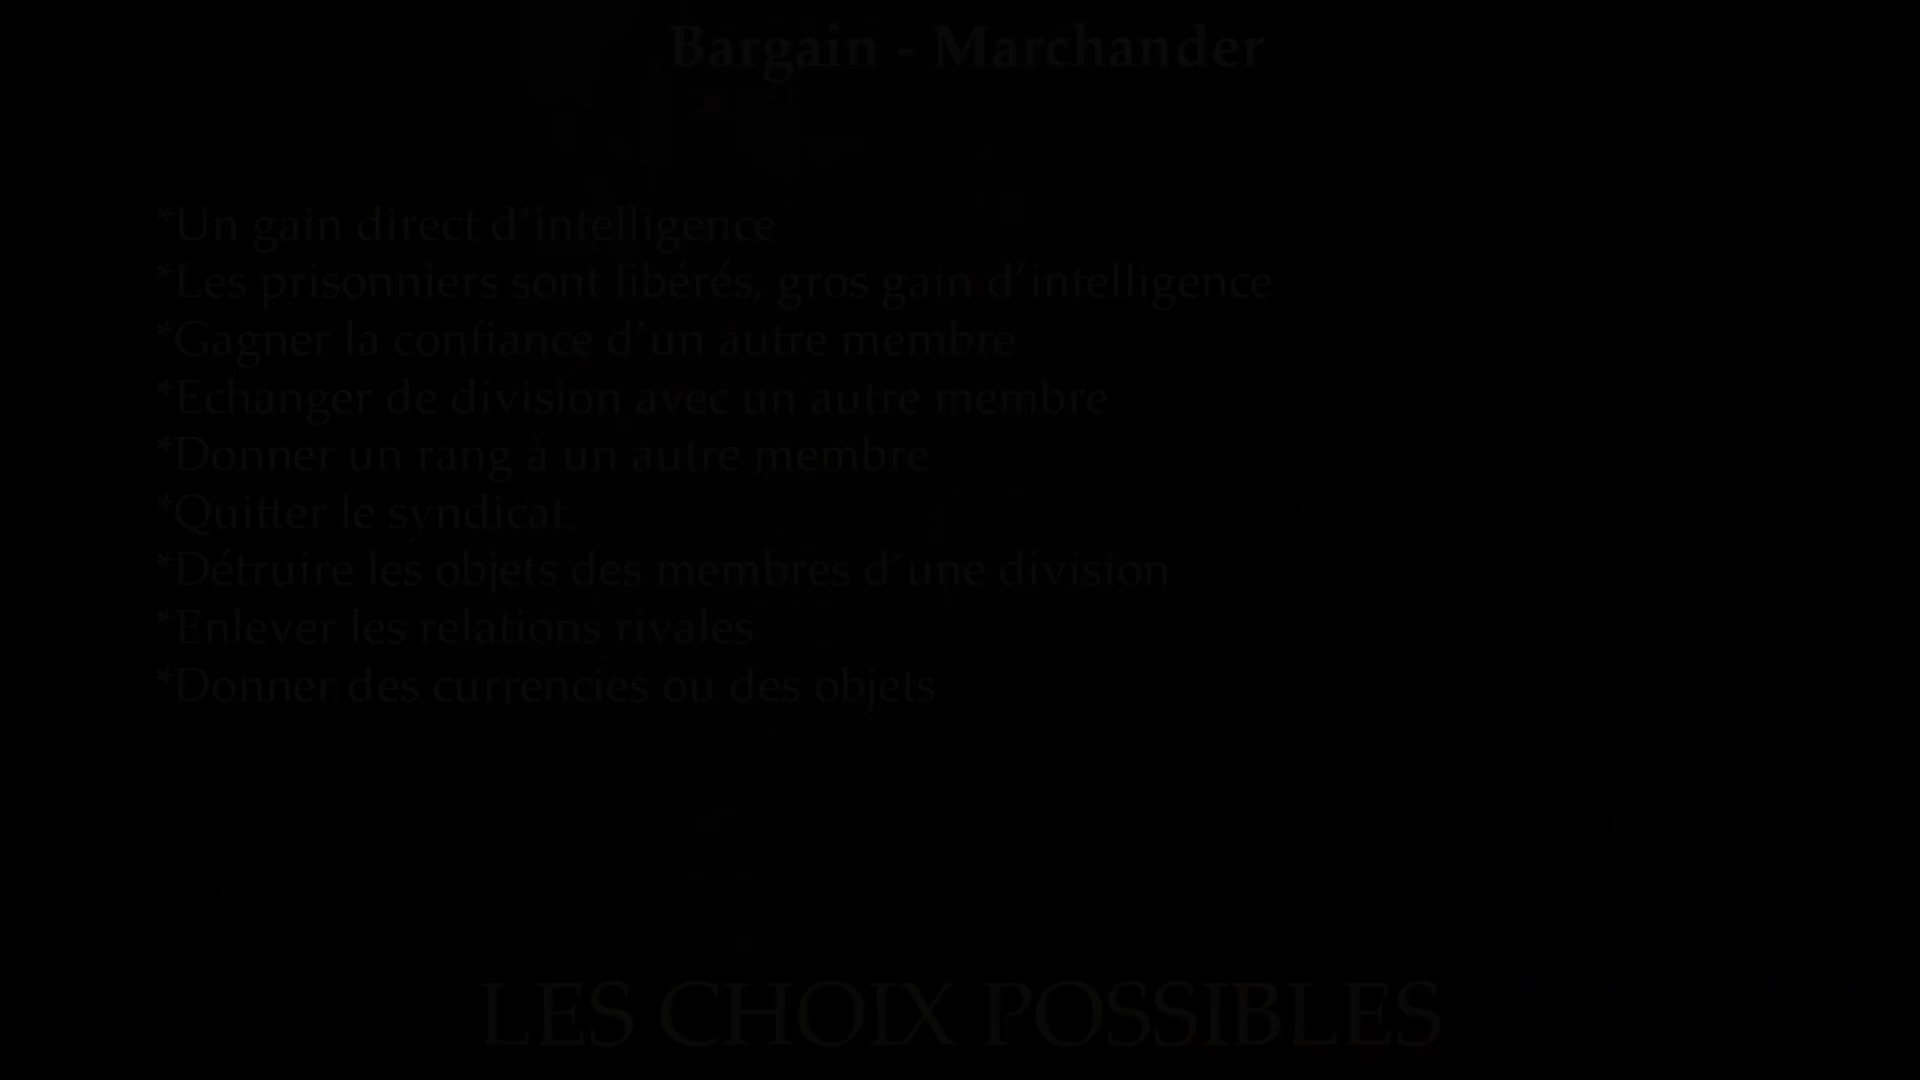 Bargain - Marchander
*Un gain direct d'intelligence
*Les prisonniers sont libérés, gros gain d'intelligence
*Gagner la confiance d'un autre membre
*Echanger de division avec un autre membre
*Donner un rang à un autre membre
*Quitter le syndicat
*Détruire les objets des membres d'une division
*Enlever les relations rivales
*Donner des currencies ou des objets
LES CHOIX POSSIBLES